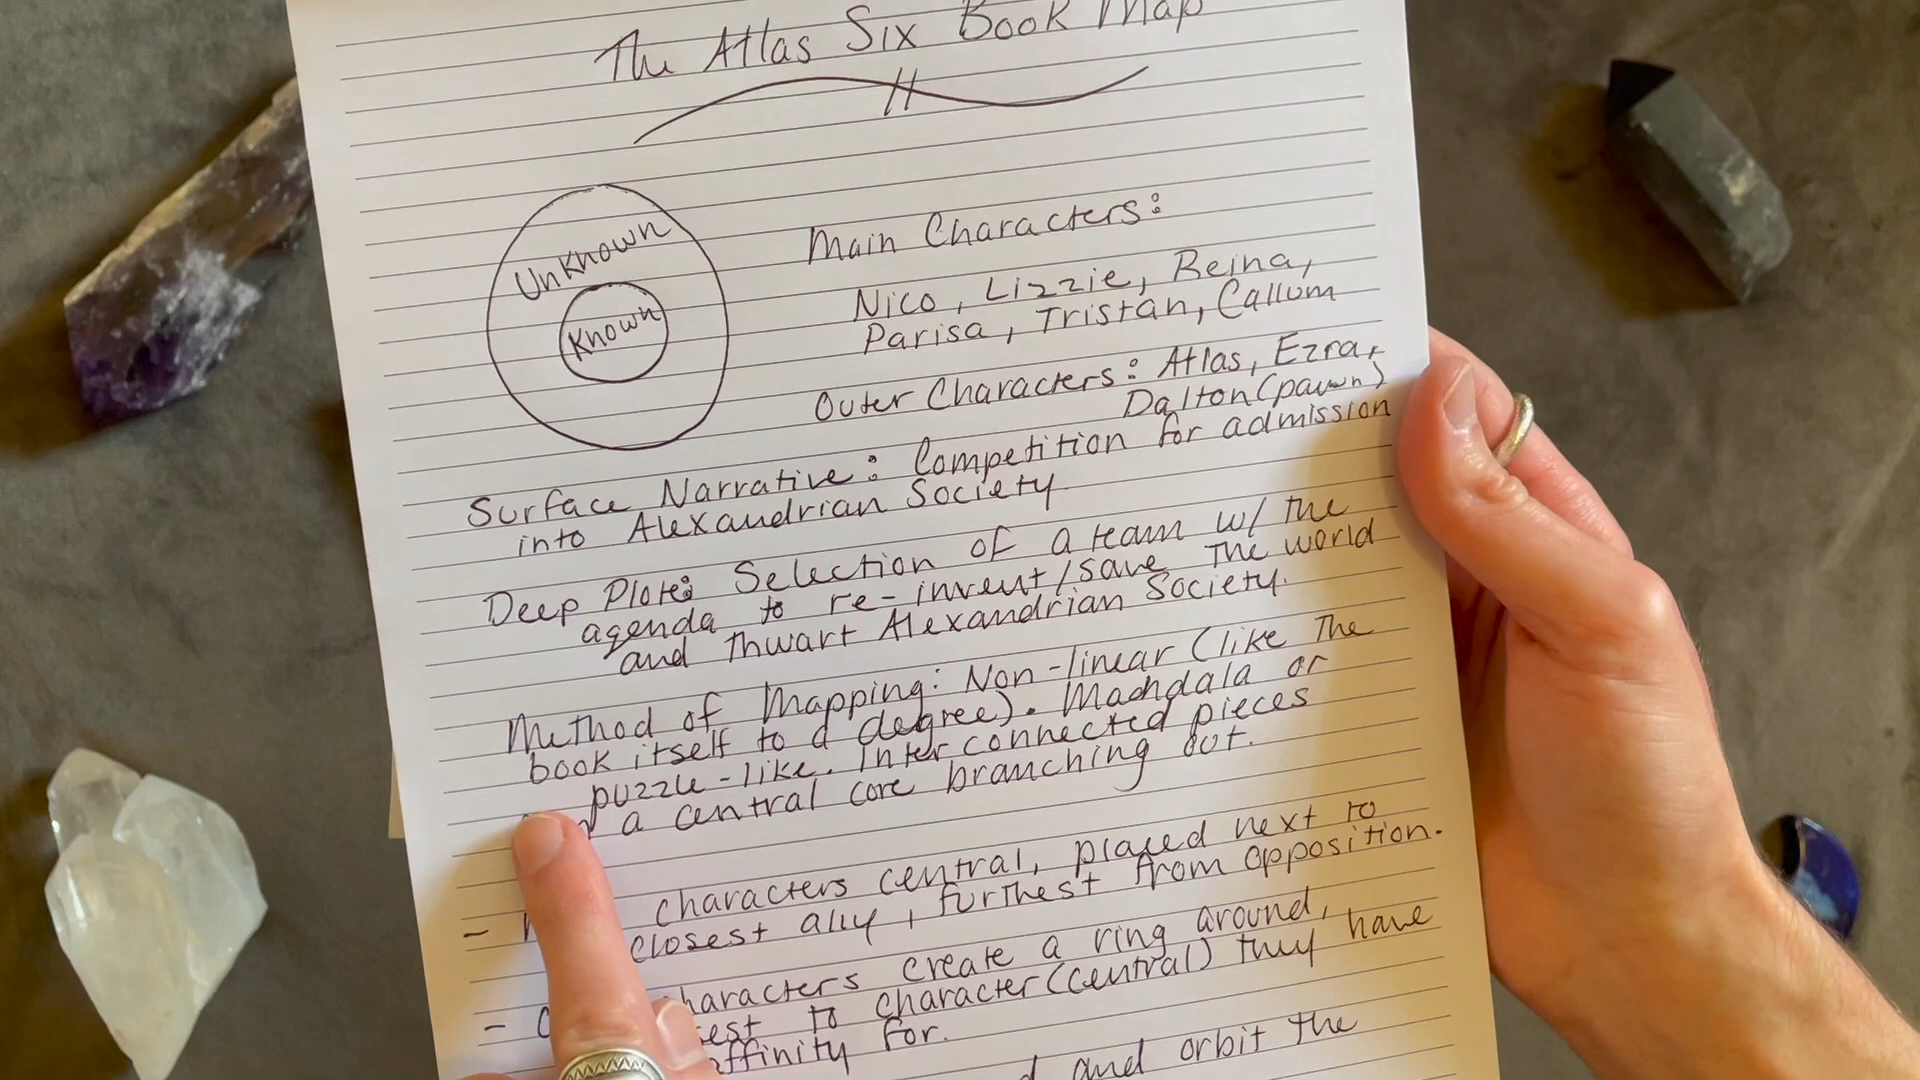 The Atlas Six Book Map
Unknown
Known
Main Characters:
Nico, Lizzie, Reina,
Parisa, Tristan, Callum
Outer Characters: Atlas, Ezra,
Dalton (pawn)
Surface Narrative: Competition for admission
into Alexandrian Society
Deep Plot: Selection of a team w/ the
agenda to re-invent/save the world
and thwart Alexandrian Society.
Method of Mapping: Non-linear (like the
book itself to a degree). Mandala or
puzzle-like. Interconnected pieces
a central core branching out.
- characters central, placed next to
closest ally, furthest from opposition.
- characters create a ring around,
to character (central) they have
affinity for.
and orbit the